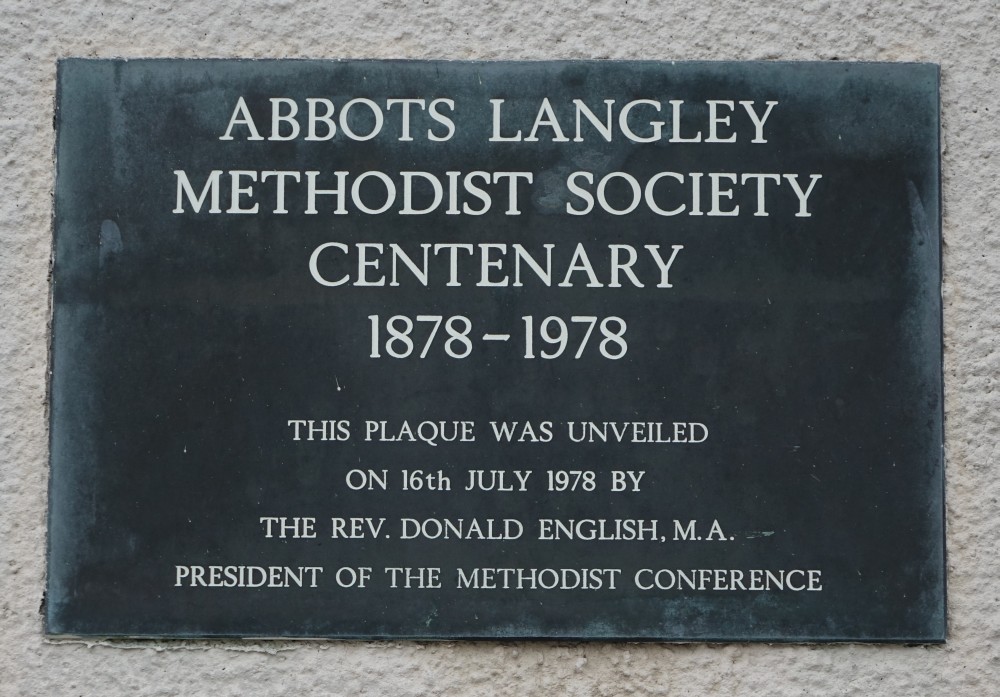 ABBOTS LANGLEY
METHODIST SOCIETY
CENTENARY
1878-1978
THIS PLAQUE WAS UNVEILED
ON 16th JULY 1978 BY
THE REV. DONALD ENGLISH, M.A.
PRESIDENT OF THE METHODIST CONFERENCE